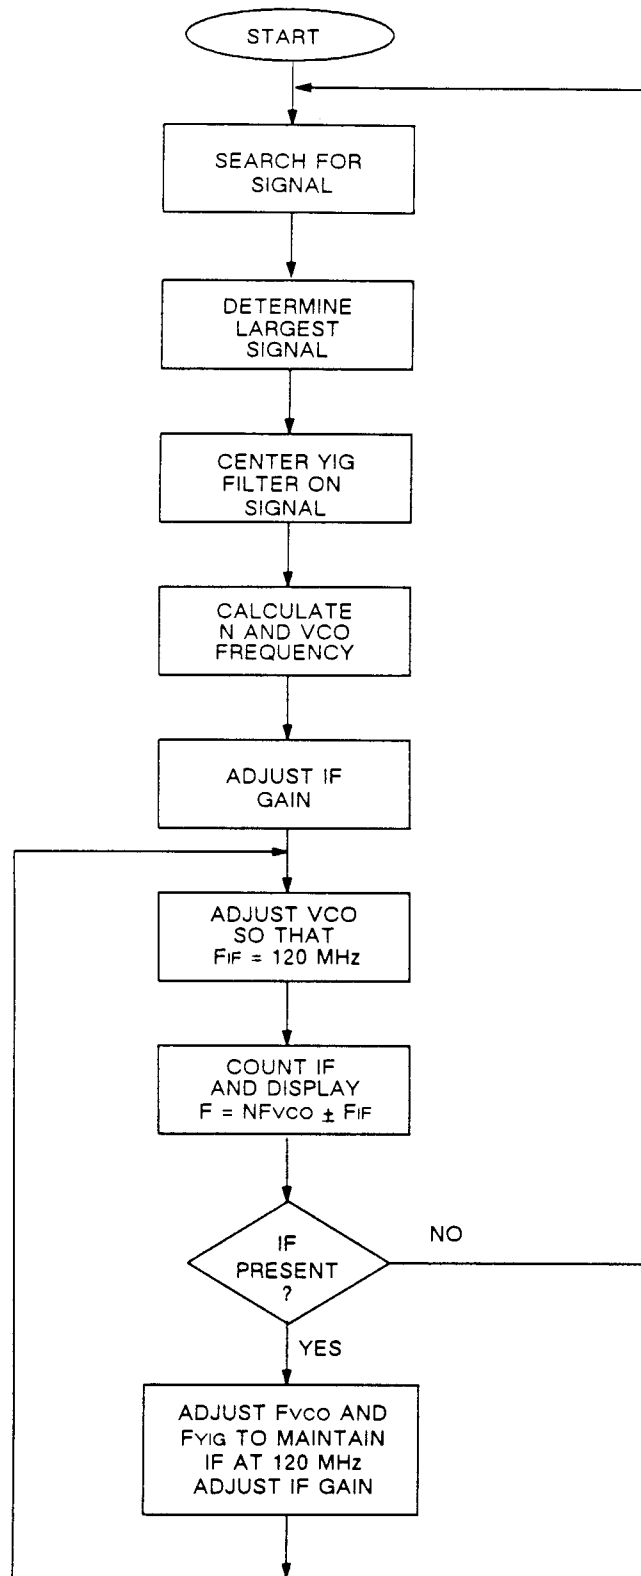 START
SEARCH FOR
SIGNAL
DETERMINE
LARGEST
SIGNAL
CENTER YIG
FILTER ON
SIGNAL
CALCULATE
N AND VCO
FREQUENCY
ADJUST IF
GAIN
ADJUST VCO
SO THAT
FIF = 120 MHz
COUNT IF
AND DISPLAY
F = NFVCO ± FIF
NO
IF
PRESENT
?
YES
ADJUST FVCO AND
FYIG TO MAINTAIN
IF AT 120 MHz
ADJUST IF GAIN